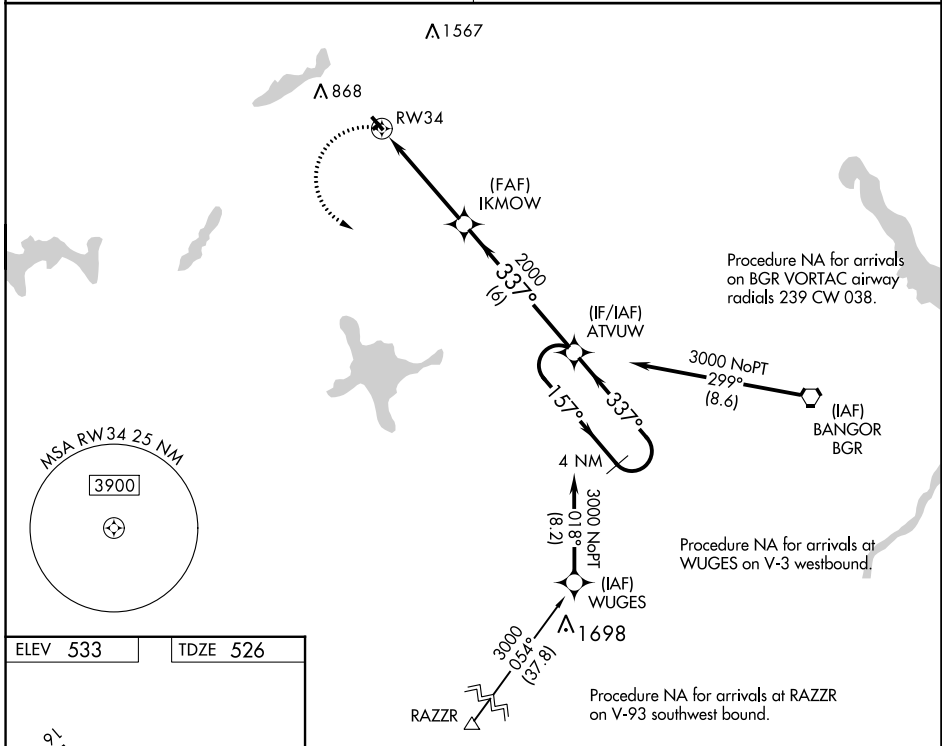 1567
868
RW34
(FAF)
IKMOW
2000
337°
(6)
Procedure NA for arrivals
on BGR VORTAC airway
radials 239 CW 038.
(IF/IAF)
ATVUW
3000 NoPT
299°
(8.6)
(IAF)
BANGOR
BGR
157°
337°
4 NM
MSA RW34 25 NM
3900
3000 NoPT
018°
(8.2)
Procedure NA for arrivals at
WUGES on V-3 westbound.
(IAF)
WUGES
1698
3000
054°
(37.8)
RAZZR
Procedure NA for arrivals at RAZZR
on V-93 southwest bound.
ELEV 533
TDZE 526
16